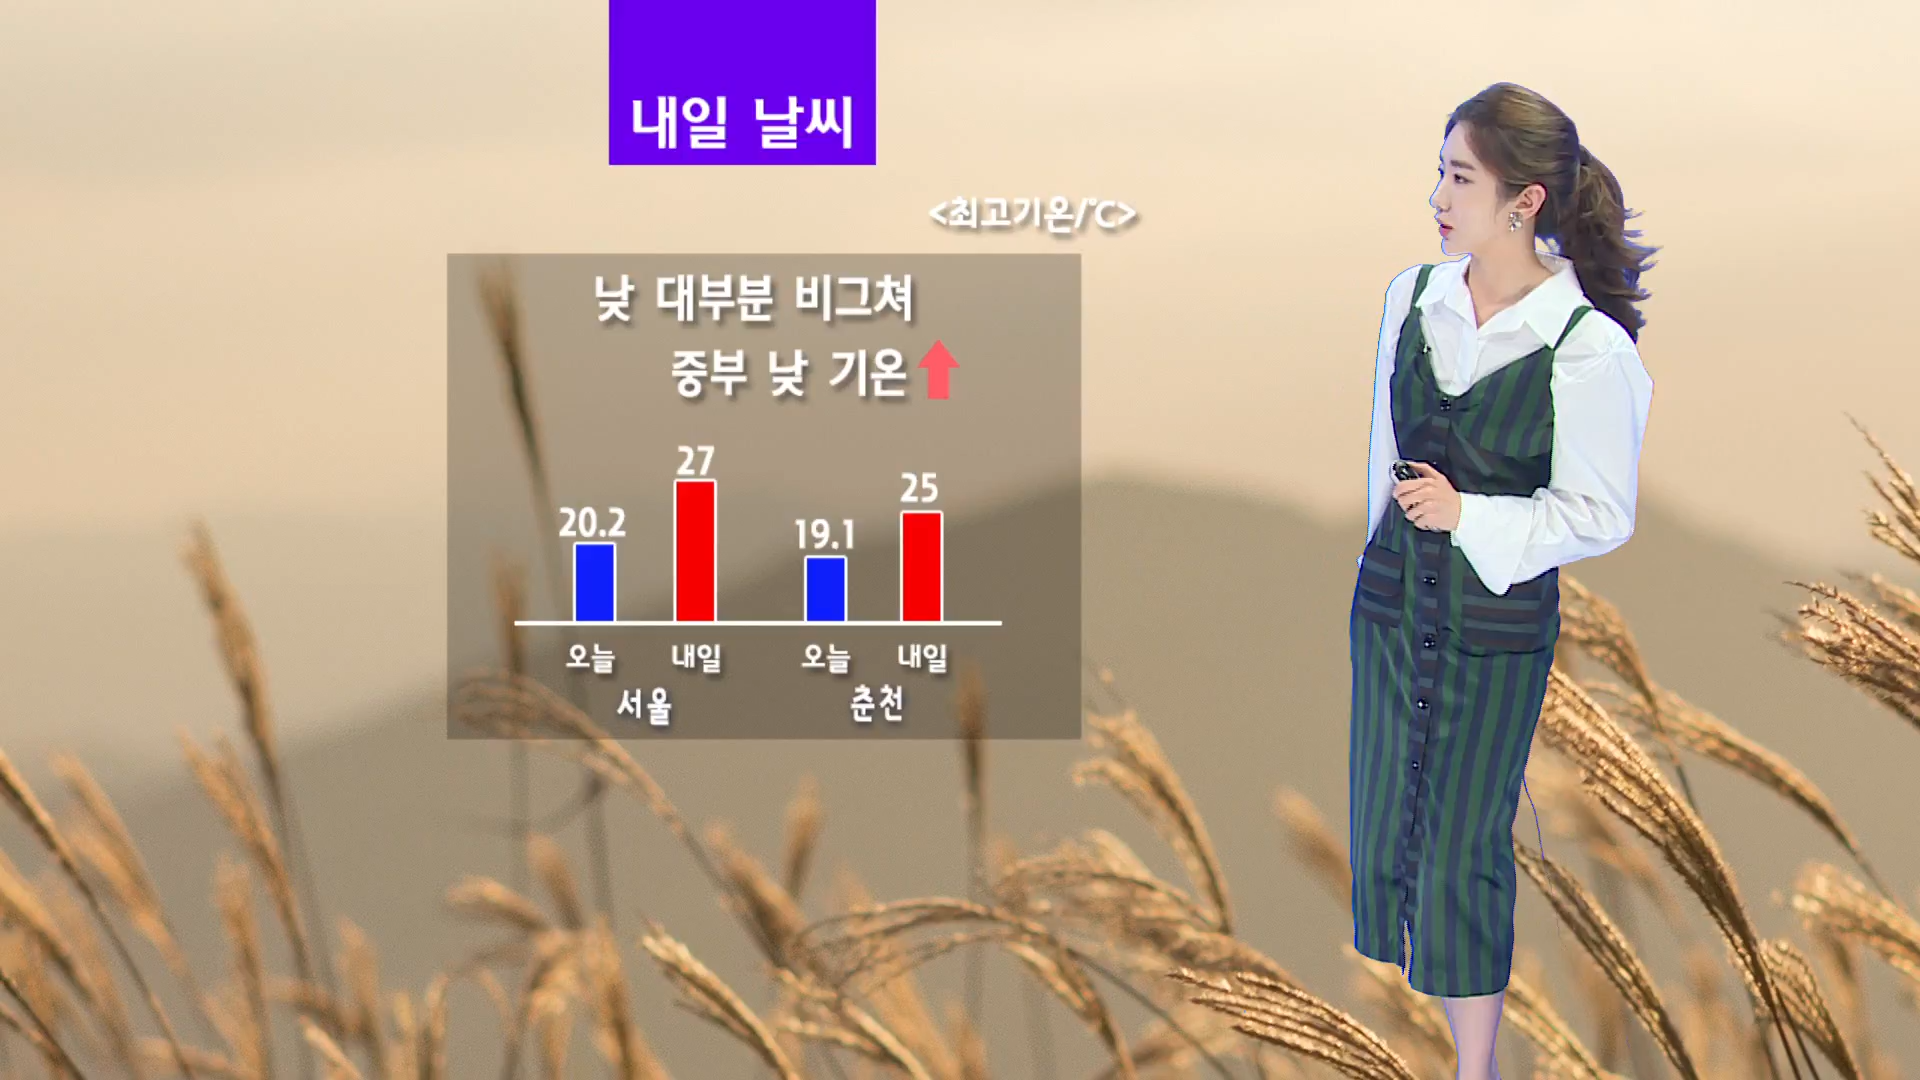 내일 날씨
<최고기온/℃>
낮 대부분 비그쳐
중부 낮 기온
20.2 27 19.1 25
오늘 내일 오늘 내일
서울 춘천